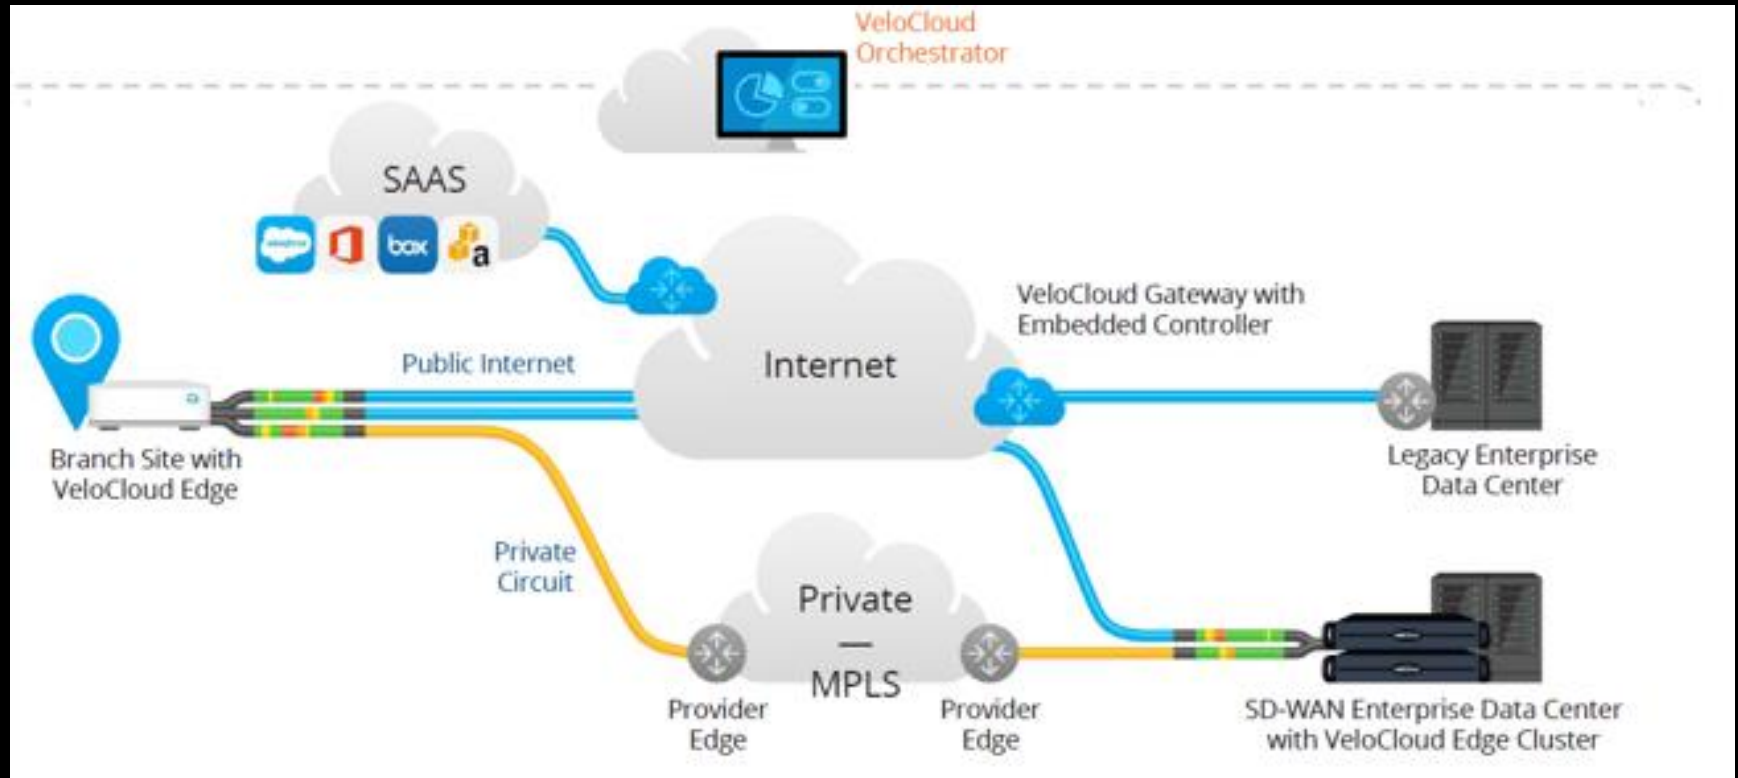 VeloCloud
Orchestrator
SAAS
box
a
VeloCloud Gateway with
Embedded Controller
Public Internet
Internet
Branch Site with
VeloCloud Edge
Legacy Enterprise
Data Center
Private
Circuit
Private
—
MPLS
Provider
Edge
Provider
Edge
SD-WAN Enterprise Data Center
with VeloCloud Edge Cluster